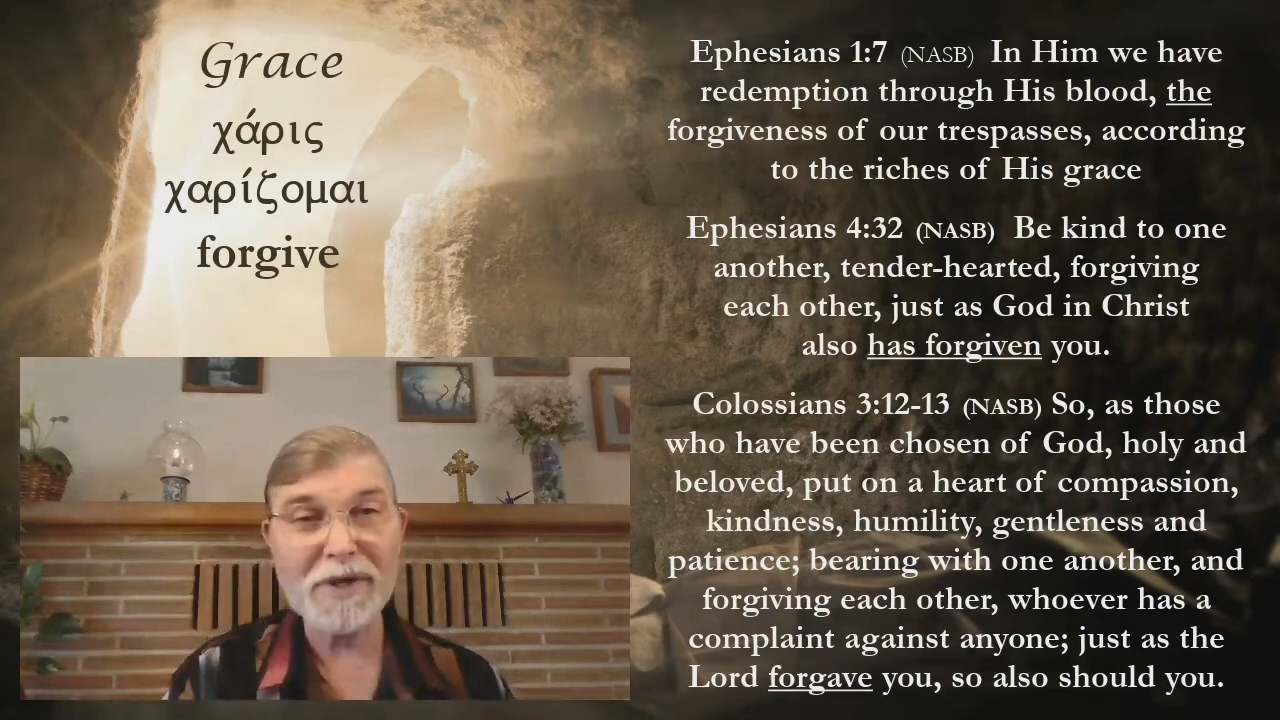 Grace
χάρις
χαρίζομαι
forgive
Ephesians 1:7 (NASB) In Him we have
redemption through His blood, the
forgiveness of our trespasses, according
to the riches of His grace
Ephesians 4:32 (NASB) Be kind to one
another, tender-hearted, forgiving
each other, just as God in Christ
also has forgiven you.
Colossians 3:12-13 (NASB) So, as those
who have been chosen of God, holy and
beloved, put on a heart of compassion,
kindness, humility, gentleness and
patience; bearing with one another, and
forgiving each other, whoever has a
complaint against anyone; just as the
Lord forgave you, so also should you.